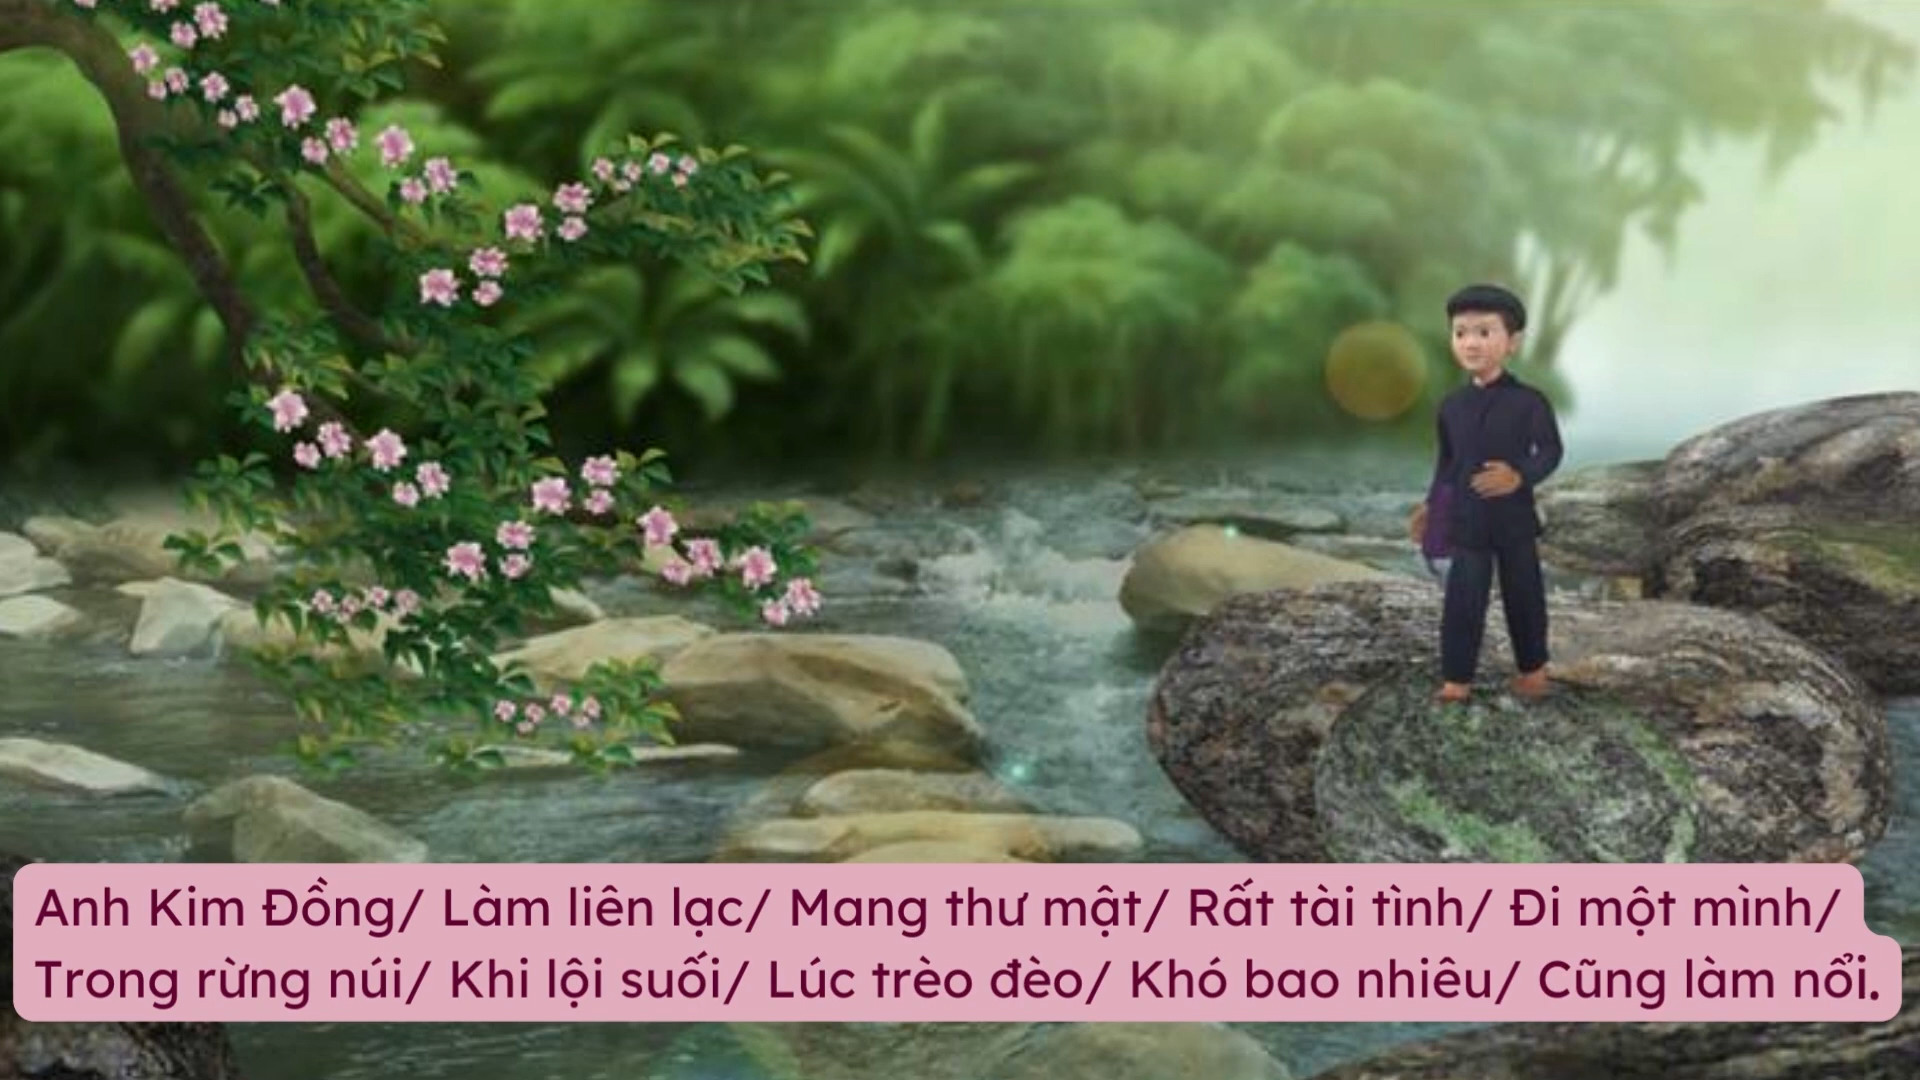 Anh Kim Đồng/ Làm liên lạc/ Mang thư mật/ Rất tài tình/ Đi một mình/
Trong rừng núi/ Khi lội suối/ Lúc trèo đèo/ Khó bao nhiêu/ Cũng làm nổi.